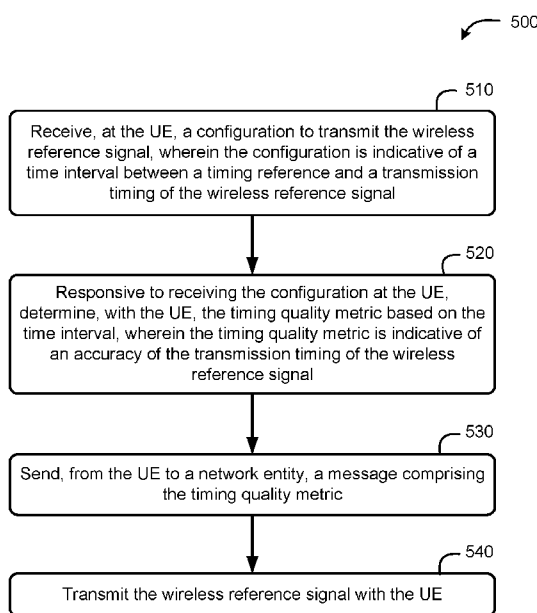 500
510
Receive, at the UE, a configuration to transmit the wireless
reference signal, wherein the configuration is indicative of a
time interval between a timing reference and a transmission
timing of the wireless reference signal
520
Responsive to receiving the configuration at the UE,
determine, with the UE, the timing quality metric based on the
time interval, wherein the timing quality metric is indicative of
an accuracy of the transmission timing of the wireless
reference signal
530
Send, from the UE to a network entity, a message comprising
the timing quality metric
540
Transmit the wireless reference signal with the UE